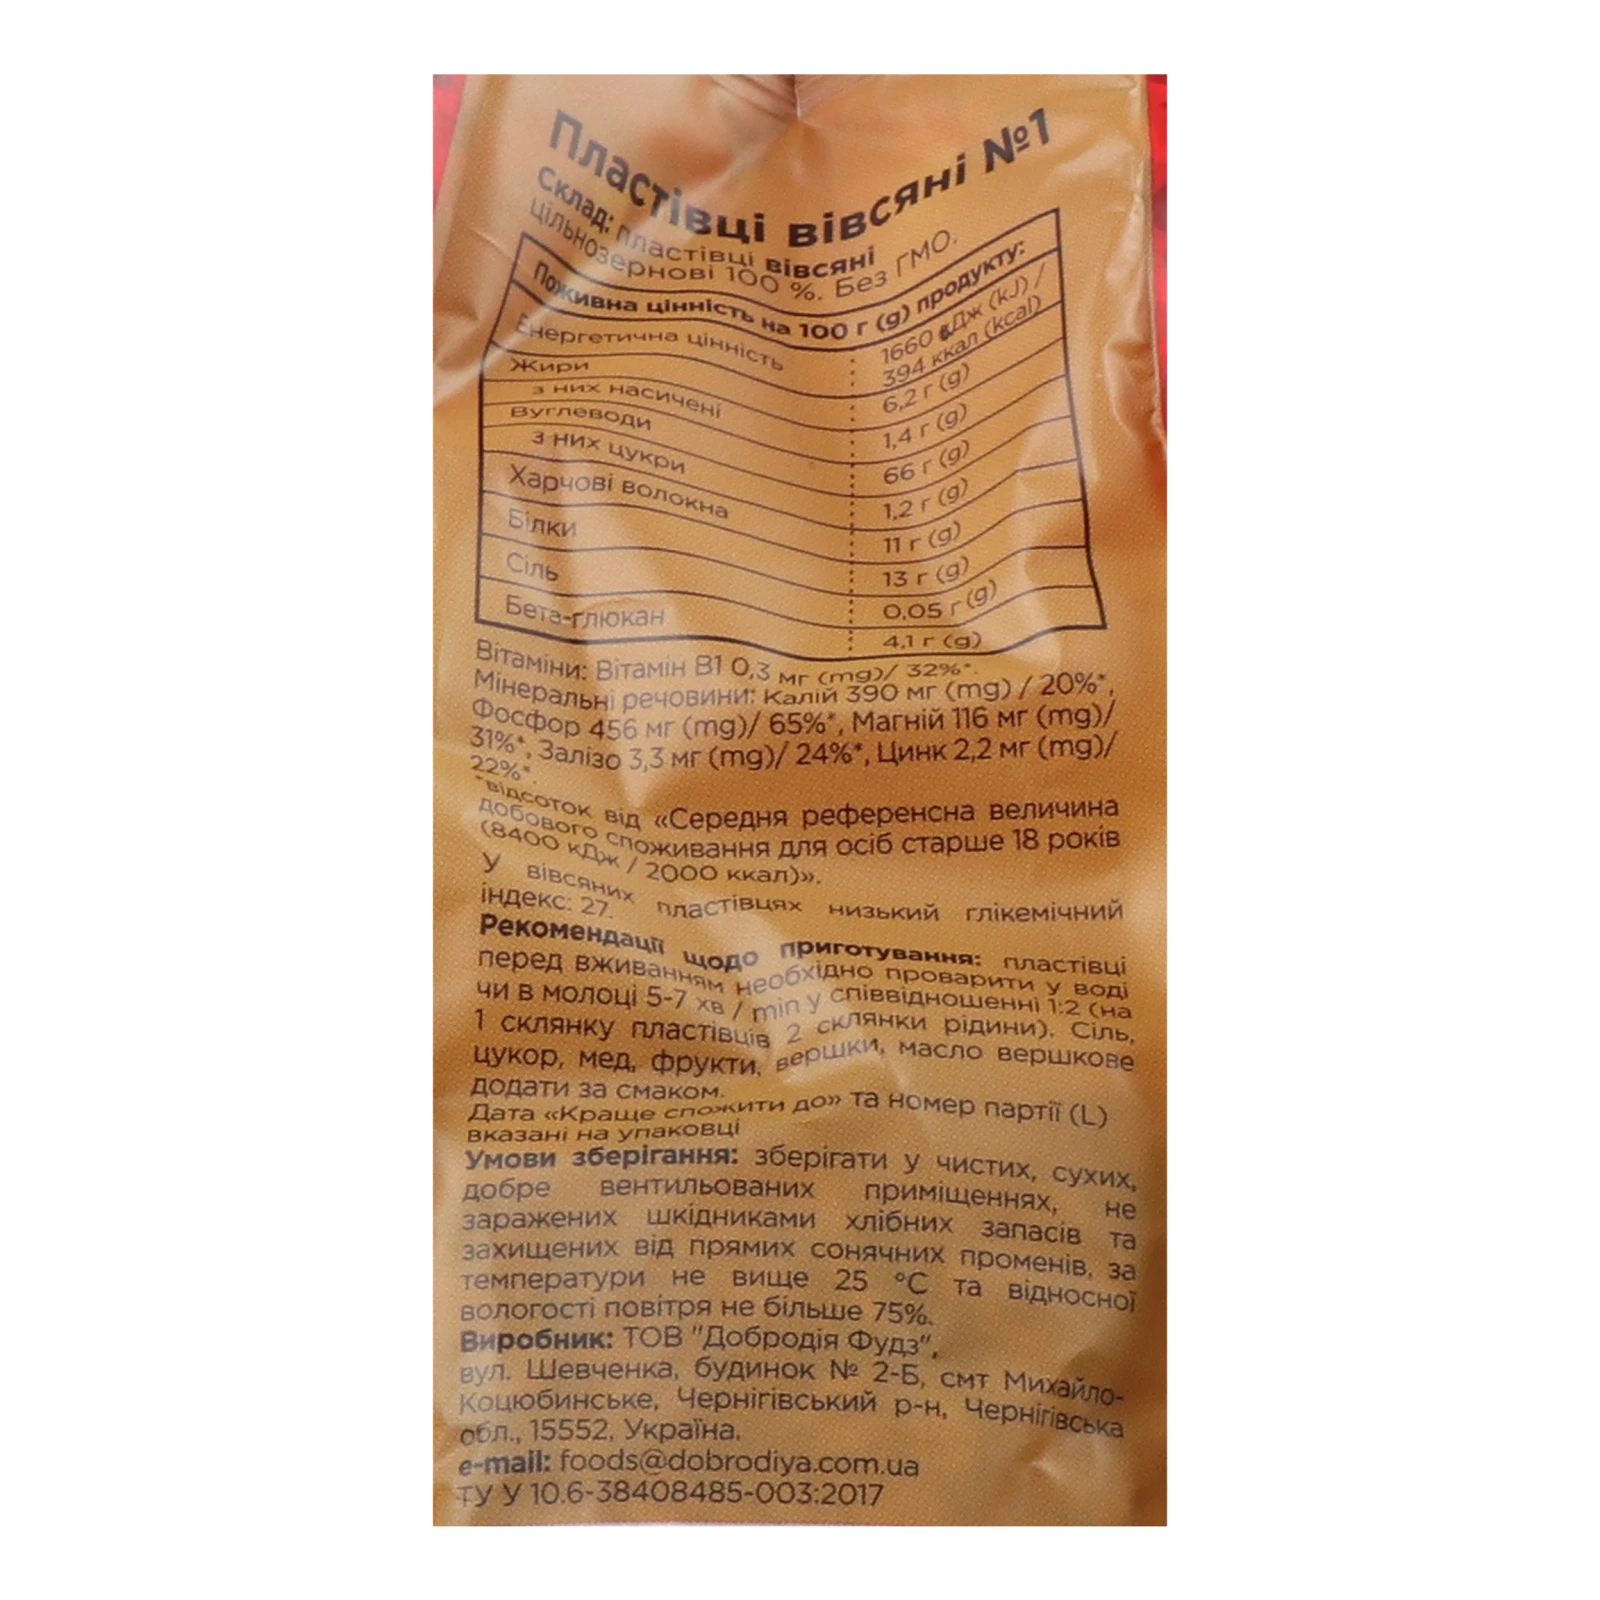 Пластівці вівсяні №1
Склад: пластівці вівсяні
цільнозернові 100 %. Без ГМО.
Поживна цінність на 100 г (g) продукту:
Енергетична цінність 1660 кДж (kJ) /
394 ккал (kcal)
Жири 6,2 г (g)
з них насичені 1,4 г (g)
Вуглеводи 66 г (g)
з них цукри 1,2 г (g)
Харчові волокна 11 г (g)
Білки 13 г (g)
Сіль 0,05 г (g)
Бета-глюкан 4,1 г (g)
Вітаміни: Вітамін В1 0,3 мг (mg)/ 32%*.
Мінеральні речовини: Калій 390 мг (mg) / 20%*,
Фосфор 456 мг (mg)/ 65%*, Магній 116 мг (mg)/
31%*, Залізо 3,3 мг (mg)/ 24%*, Цинк 2,2 мг (mg)/
22%*.
*відсоток від «Середня референсна величина
добового споживання для осіб старше 18 років
(8400 кДж / 2000 ккал)».
У вівсяних пластівцях низький глікемічний
індекс: 27.
Рекомендації щодо приготування: пластівці
перед вживанням необхідно проварити у воді
чи в молоці 5-7 хв / min у співвідношенні 1:2 (на
1 склянку пластівців 2 склянки рідини). Сіль,
цукор, мед, фрукти, вершки, масло вершкове
додати за смаком.
Дата «Краще спожити до» та номер партії (L)
вказані на упаковці
Умови зберігання: зберігати у чистих, сухих,
добре вентильованих приміщеннях, не
заражених шкідниками хлібних запасів та
захищених від прямих сонячних променів, за
температури не вище 25 °C та відносної
вологості повітря не більше 75%.
Виробник: ТОВ "Добродія Фудз",
вул. Шевченка, будинок № 2-Б, смт Михайло-
Коцюбинське, Чернігівський р-н, Чернігівська
обл., 15552, Україна.
e-mail: foods@dobrodiya.com.ua
ТУ У 10.6-38408485-003:2017